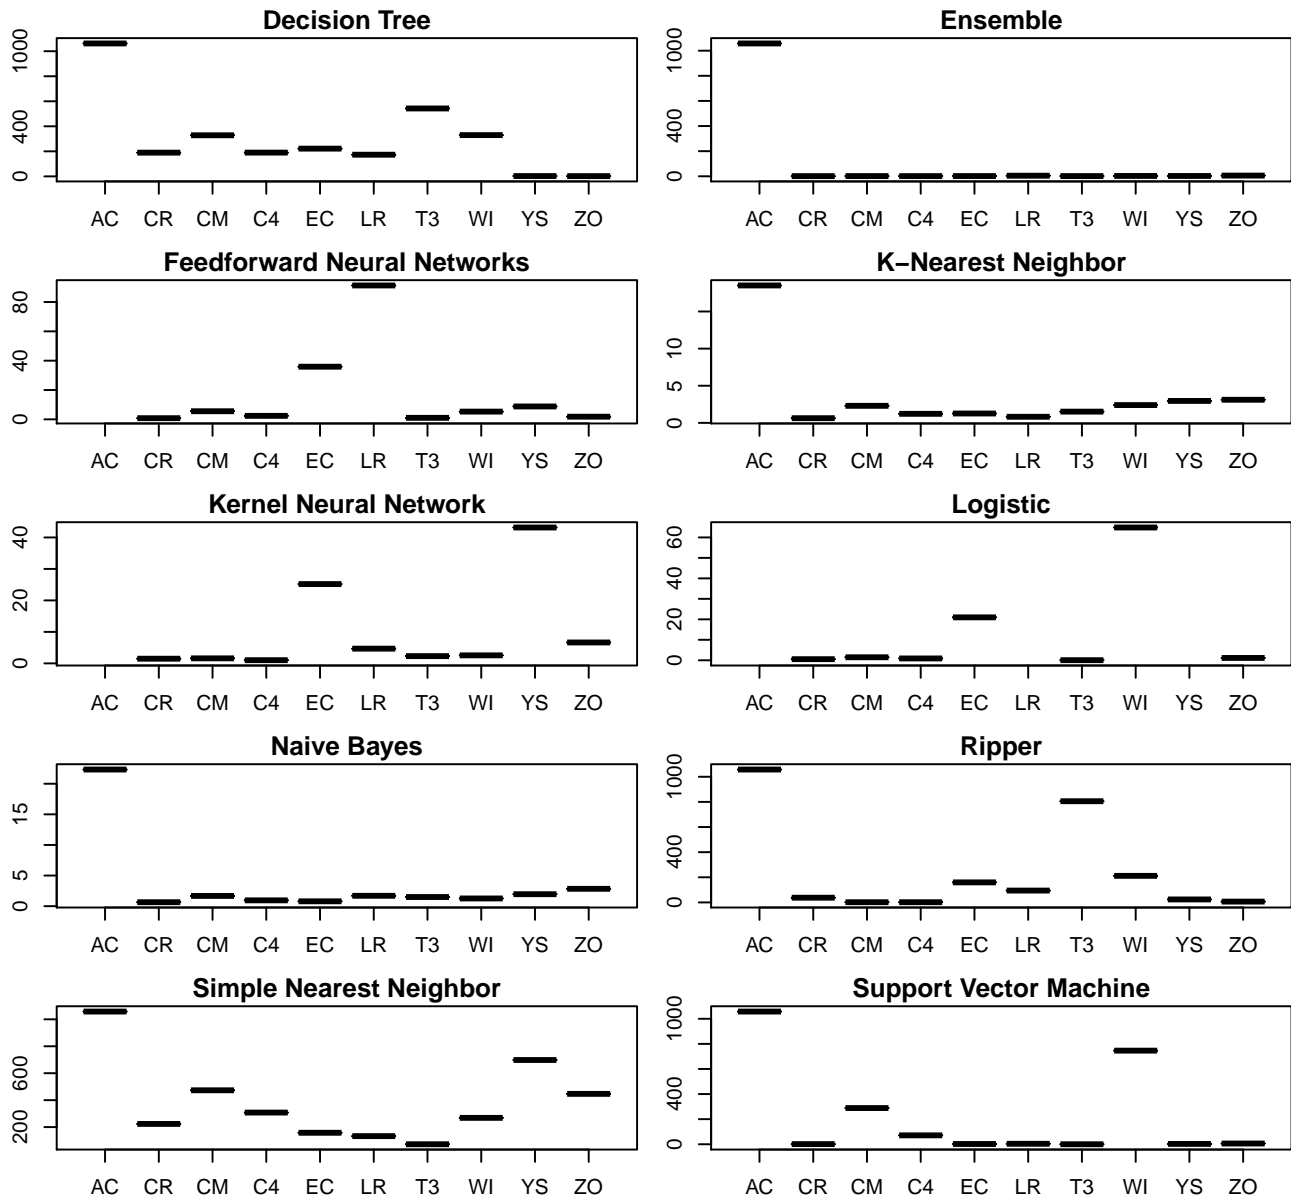 Decision Tree
1000
400
0
AC CR CM C4 EC LR T3 WI YS ZO
Ensemble
1000
400
0
AC CR CM C4 EC LR T3 WI YS ZO
Feedforward Neural Networks
80
40
0
AC CR CM C4 EC LR T3 WI YS ZO
K−Nearest Neighbor
10
5
0
AC CR CM C4 EC LR T3 WI YS ZO
Kernel Neural Network
40
20
0
AC CR CM C4 EC LR T3 WI YS ZO
Logistic
60
40
20
0
AC CR CM C4 EC LR T3 WI YS ZO
Naive Bayes
15
5
0
AC CR CM C4 EC LR T3 WI YS ZO
Ripper
1000
400
0
AC CR CM C4 EC LR T3 WI YS ZO
Simple Nearest Neighbor
600
200
AC CR CM C4 EC LR T3 WI YS ZO
Support Vector Machine
1000
400
0
AC CR CM C4 EC LR T3 WI YS ZO